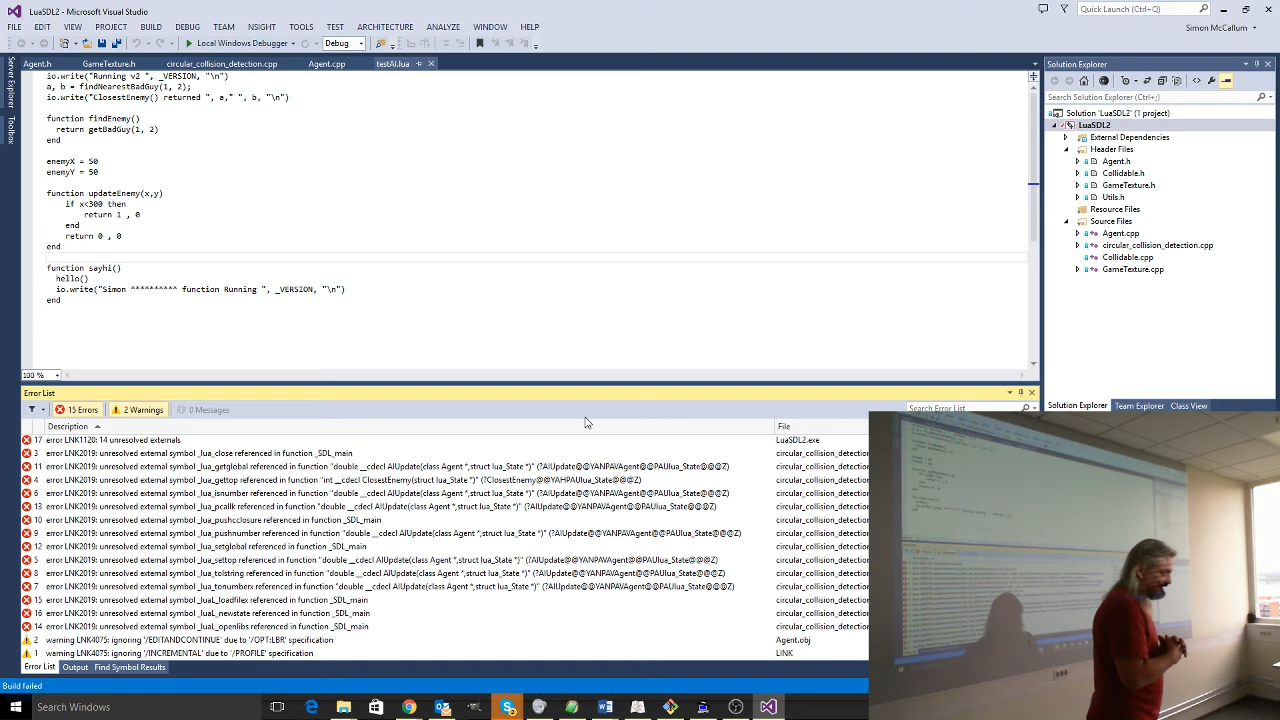 LuaSDL2 - Microsoft Visual Studio
Quick Launch (Ctrl+Q)
FILE EDIT VIEW PROJECT BUILD DEBUG TEAM NSIGHT TOOLS TEST ARCHITECTURE ANALYZE WINDOW HELP
Simon McCallum
Local Windows Debugger Debug
Server Explorer
Toolbox
Agent.h GameTexture.h circular_collision_detection.cpp Agent.cpp testAI.lua
io.write("Running v2 ", _VERSION, "\n")
a, b = findNearestBadGuy(1, 2);
io.write("ClosestEnemy() returned ", a," ", b, "\n")
function findEnemy()
return getBadGuy(1, 2)
end
enemyX = 50
enemyY = 50
function updateEnemy(x,y)
if x<300 then
return 1 , 0
end
return 0 , 0
end
function sayhi()
hello()
io.write("Simon ********** function Running ", _VERSION, "\n")
end
100 %
Solution Explorer
Search Solution Explorer (Ctrl+;)
Solution 'LuaSDL2' (1 project)
LuaSDL2
External Dependencies
Header Files
Agent.h
Collidable.h
GameTexture.h
Utils.h
Resource Files
Source Files
Agent.cpp
circular_collision_detection.cpp
Collidable.cpp
GameTexture.cpp
Solution Explorer Team Explorer Class View
Error List
15 Errors 2 Warnings 0 Messages
Search Error List
Description File
17 error LNK1120: 14 unresolved externals LuaSDL2.exe
3 error LNK2019: unresolved external symbol _lua_close referenced in function _SDL_main circular_collision_detection
11 error LNK2019: unresolved external symbol _lua_getglobal referenced in function "double __cdecl AIUpdate(class Agent *,struct lua_State *)" (?AIUpdate@@YANPAVAgent@@PAUlua_State@@@Z) circular_collision_detection
4 error LNK2019: unresolved external symbol _lua_gettop referenced in function "int __cdecl ClosestEnemy(struct lua_State *)" (?ClosestEnemy@@YAHPAUlua_State@@@Z) circular_collision_detection
6 error LNK2019: unresolved external symbol _lua_isnumber referenced in function "double __cdecl AIUpdate(class Agent *,struct lua_State *)" (?AIUpdate@@YANPAVAgent@@PAUlua_State@@@Z) circular_collision_detection
13 error LNK2019: unresolved external symbol _lua_pcallk referenced in function "double __cdecl AIUpdate(class Agent *,struct lua_State *)" (?AIUpdate@@YANPAVAgent@@PAUlua_State@@@Z) circular_collision_detection
10 error LNK2019: unresolved external symbol _lua_pushcclosure referenced in function _SDL_main circular_collision_detection
9 error LNK2019: unresolved external symbol _lua_pushnumber referenced in function "double __cdecl AIUpdate(class Agent *,struct lua_State *)" (?AIUpdate@@YANPAVAgent@@PAUlua_State@@@Z) circular_collision_detection
12 error LNK2019: unresolved external symbol _lua_setglobal referenced in function _SDL_main circular_collision_detection
5 error LNK2019: unresolved external symbol _lua_settop referenced in function "double __cdecl AIUpdate(class Agent *,struct lua_State *)" (?AIUpdate@@YANPAVAgent@@PAUlua_State@@@Z) circular_collision_detection
8 error LNK2019: unresolved external symbol _lua_tolstring referenced in function "double __cdecl AIUpdate(class Agent *,struct lua_State *)" (?AIUpdate@@YANPAVAgent@@PAUlua_State@@@Z) circular_collision_detection
7 error LNK2019: unresolved external symbol _lua_tonumberx referenced in function "double __cdecl AIUpdate(class Agent *,struct lua_State *)" (?AIUpdate@@YANPAVAgent@@PAUlua_State@@@Z) circular_collision_detection
15 error LNK2019: unresolved external symbol _luaL_loadfilex referenced in function _SDL_main circular_collision_detection
16 error LNK2019: unresolved external symbol _luaL_newstate referenced in function _SDL_main circular_collision_detection
14 error LNK2019: unresolved external symbol _luaL_openlibs referenced in function _SDL_main circular_collision_detection
2 warning LNK4075: ignoring '/EDITANDCONTINUE' due to '/OPT:LBR' specification Agent.obj
1 warning LNK4075: ignoring '/INCREMENTAL' due to '/PROFILE' specification LINK
Error List Output Find Symbol Results
Build failed
Search Windows